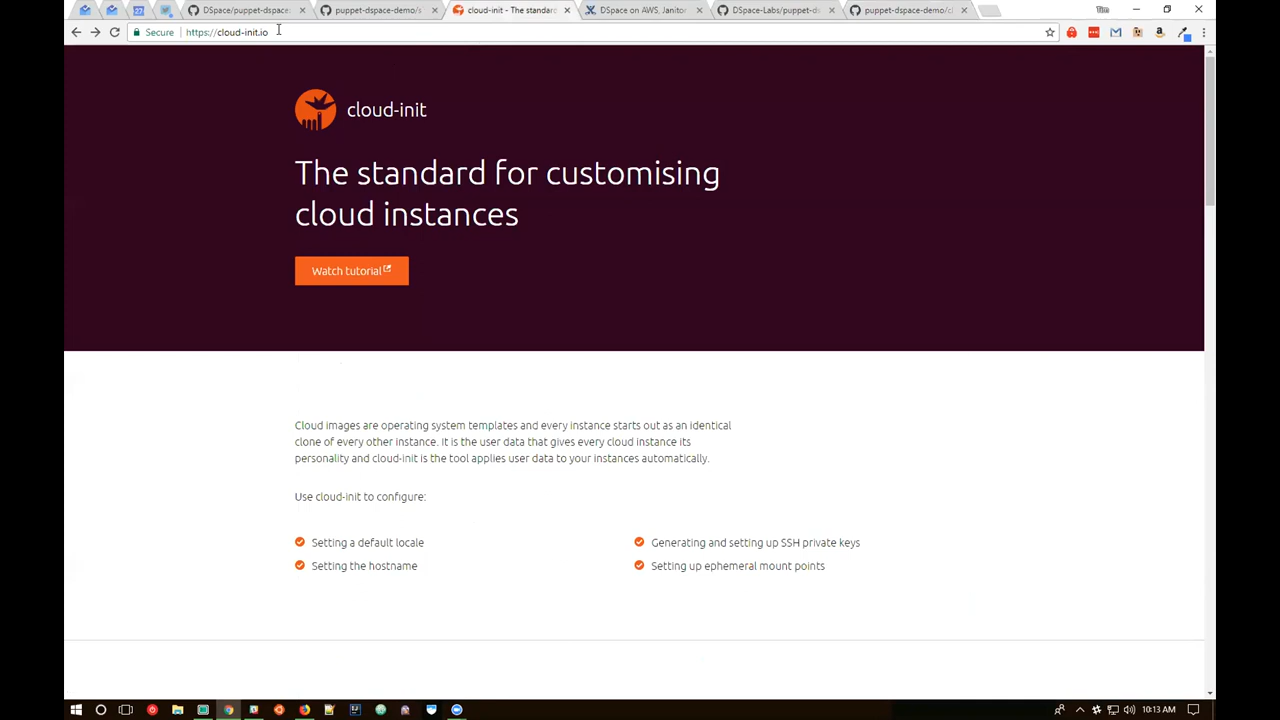 DSpace/puppet-dspace:
puppet-dspace-demo/
cloud-init - The standard
DSpace on AWS, Janitor
DSpace-Labs/puppet-d
puppet-dspace-demo/cl
Tim
Secure
https://cloud-init.io
cloud-init
The standard for customising
cloud instances
Watch tutorial
Cloud images are operating system templates and every instance starts out as an identical
clone of every other instance. It is the user data that gives every cloud instance its
personality and cloud-init is the tool applies user data to your instances automatically.
Use cloud-init to configure:
Setting a default locale
Generating and setting up SSH private keys
Setting the hostname
Setting up ephemeral mount points
10:13 AM